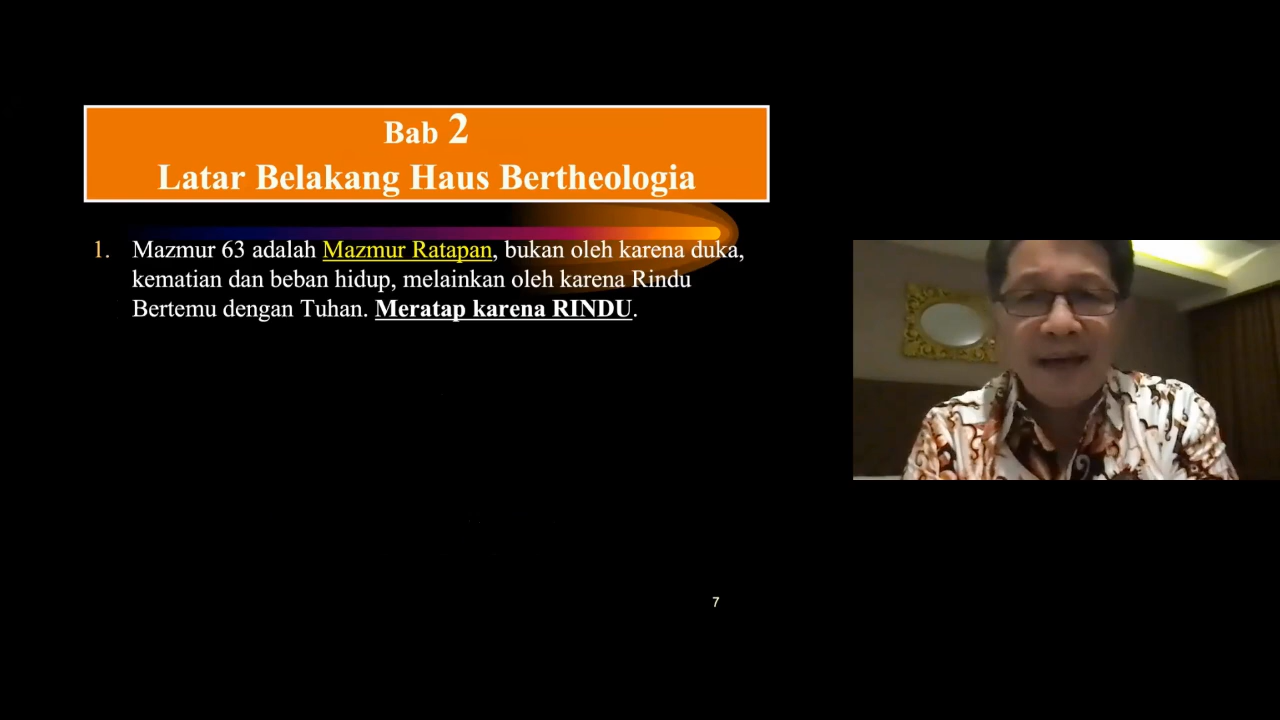 Bab 2
Latar Belakang Haus Bertheologia
1. Mazmur 63 adalah Mazmur Ratapan, bukan oleh karena duka,
kematian dan beban hidup, melainkan oleh karena Rindu
Bertemu dengan Tuhan. Meratap karena RINDU.
7